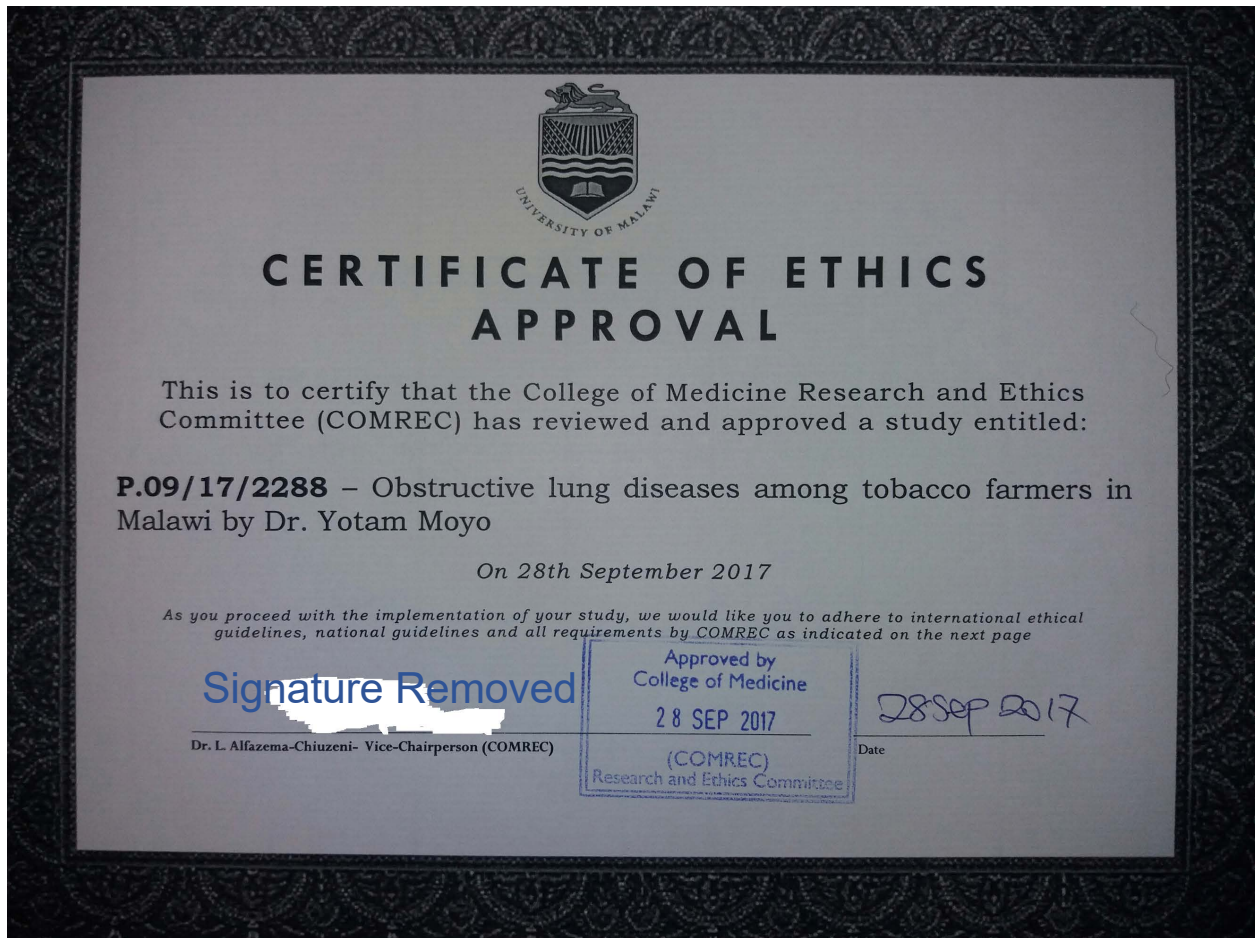 UNIVERSITY OF MALAWI
CERTIFICATE OF ETHICS
APPROVAL
This is to certify that the College of Medicine Research and Ethics
Committee (COMREC) has reviewed and approved a study entitled:
P.09/17/2288 – Obstructive lung diseases among tobacco farmers in
Malawi by Dr. Yotam Moyo
On 28th September 2017
As you proceed with the implementation of your study, we would like you to adhere to international ethical
guidelines, national guidelines and all requirements by COMREC as indicated on the next page
Signature Removed
Dr. L. Alfazema-Chiuzeni- Vice-Chairperson (COMREC)
Approved by
College of Medicine
28 SEP 2017
(COMREC)
Research and Ethics Committee
28 Sep 2017
Date